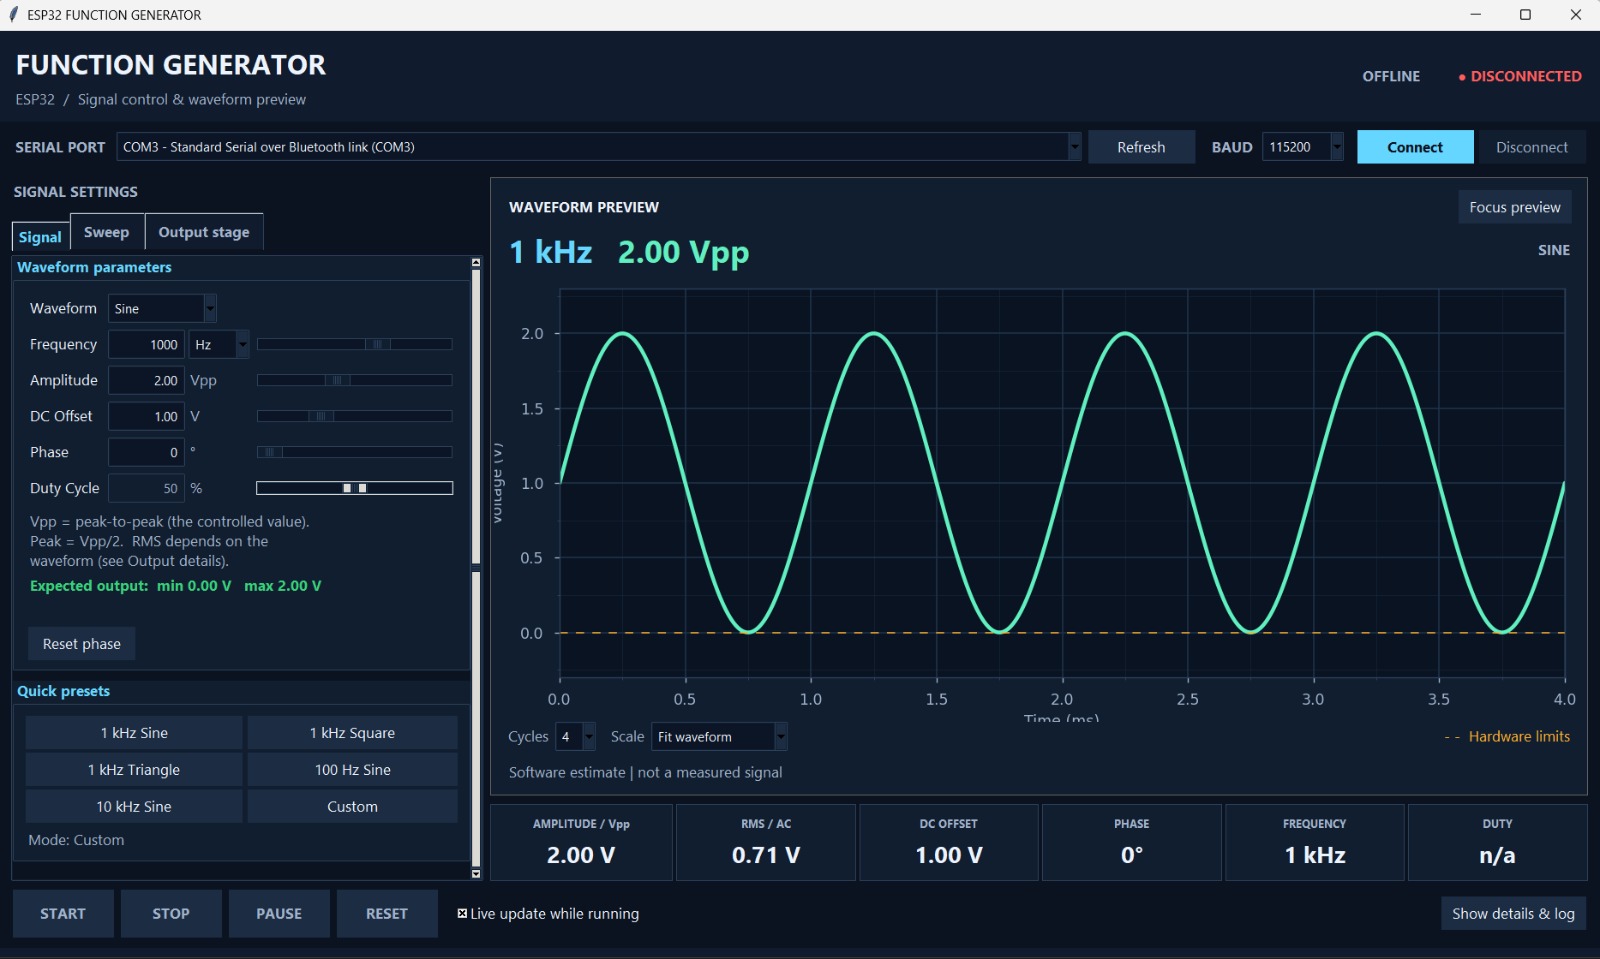 ESP32 FUNCTION GENERATOR
FUNCTION GENERATOR
ESP32 / Signal control & waveform preview
OFFLINE
● DISCONNECTED
SERIAL PORT
COM3 - Standard Serial over Bluetooth link (COM3)
Refresh
BAUD
115200
Connect
Disconnect
SIGNAL SETTINGS
Signal
Sweep
Output stage
Waveform parameters
Waveform
Sine
Frequency
1000
Hz
Amplitude
2.00
Vpp
DC Offset
1.00
V
Phase
0
°
Duty Cycle
50
%
Vpp = peak-to-peak (the controlled value).
Peak = Vpp/2. RMS depends on the
waveform (see Output details).
Expected output: min 0.00 V max 2.00 V
Reset phase
Quick presets
1 kHz Sine
1 kHz Square
1 kHz Triangle
100 Hz Sine
10 kHz Sine
Custom
Mode: Custom
WAVEFORM PREVIEW
Focus preview
1 kHz 2.00 Vpp
SINE
2.0
1.5
1.0
0.5
0.0
Voltage (V)
0.0 0.5 1.0 1.5 2.0 2.5 3.0 3.5 4.0
Time (ms)
Cycles
4
Scale
Fit waveform
-- Hardware limits
Software estimate | not a measured signal
AMPLITUDE / Vpp
2.00 V
RMS / AC
0.71 V
DC OFFSET
1.00 V
PHASE
0°
FREQUENCY
1 kHz
DUTY
n/a
START
STOP
PAUSE
RESET
Live update while running
Show details & log